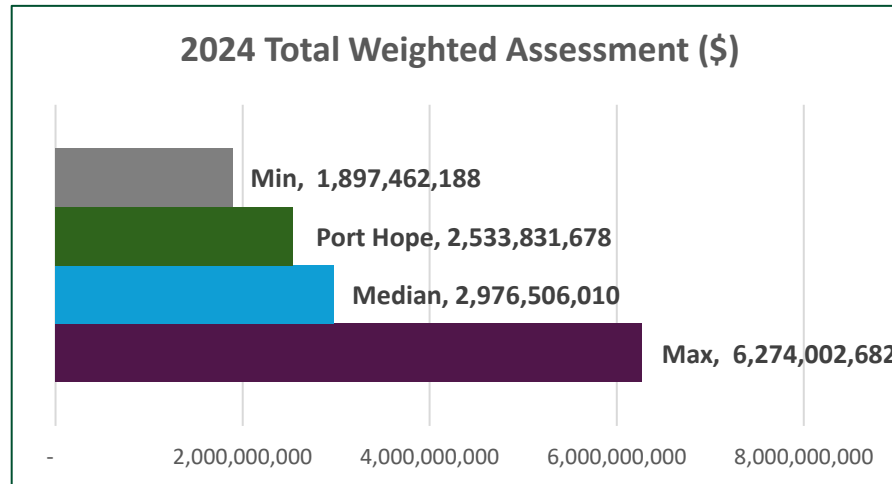 2024 Total Weighted Assessment ($)
Min, 1,897,462,188
Port Hope, 2,533,831,678
Median, 2,976,506,010
Max, 6,274,002,682
- 2,000,000,000 4,000,000,000 6,000,000,000 8,000,000,000